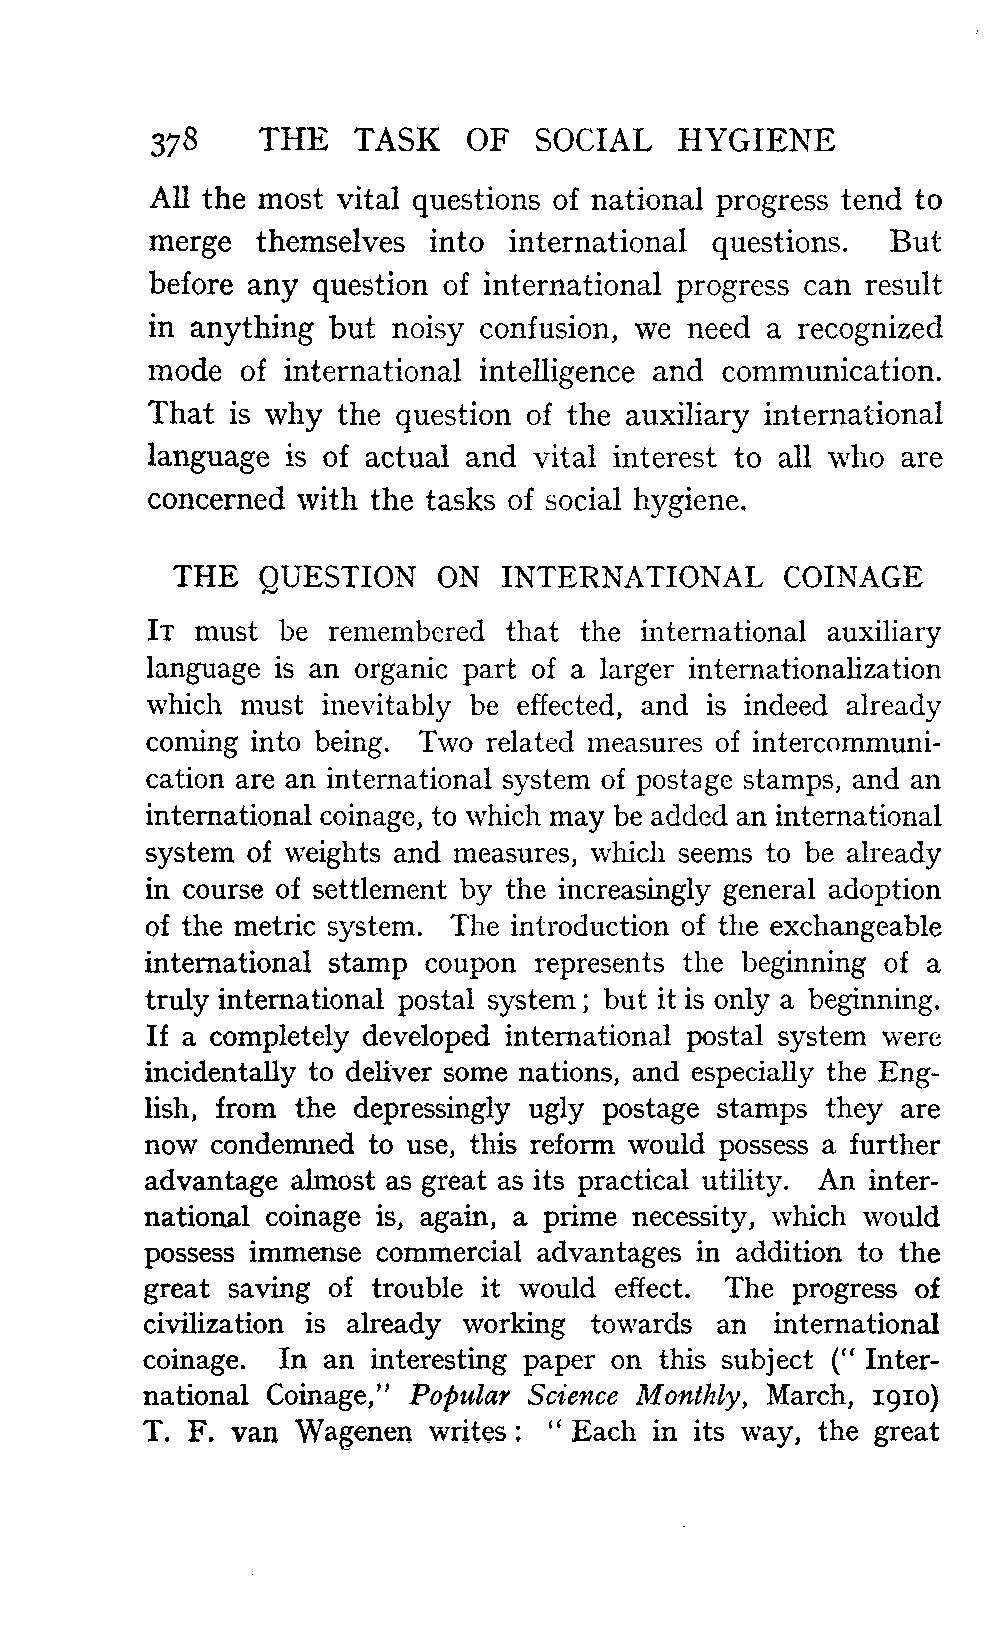 378 THE TASK OF SOCIAL HYGIENE
All the most vital questions of national progress tend to
merge themselves into international questions. But
before any question of international progress can result
in anything but noisy confusion, we need a recognized
mode of international intelligence and communication.
That is why the question of the auxiliary international
language is of actual and vital interest to all who are
concerned with the tasks of social hygiene.
THE QUESTION ON INTERNATIONAL COINAGE
IT must be remembered that the international auxiliary
language is an organic part of a larger internationalization
which must inevitably be effected, and is indeed already
coming into being. Two related measures of intercommuni-
cation are an international system of postage stamps, and an
international coinage, to which may be added an international
system of weights and measures, which seems to be already
in course of settlement by the increasingly general adoption
of the metric system. The introduction of the exchangeable
international stamp coupon represents the beginning of a
truly international postal system; but it is only a beginning.
If a completely developed international postal system were
incidentally to deliver some nations, and especially the Eng-
lish, from the depressingly ugly postage stamps they are
now condemned to use, this reform would possess a further
advantage almost as great as its practical utility. An inter-
national coinage is, again, a prime necessity, which would
possess immense commercial advantages in addition to the
great saving of trouble it would effect. The progress of
civilization is already working towards an international
coinage. In an interesting paper on this subject (" Inter-
national Coinage," Popular Science Monthly, March, 1910)
T. F. van Wagenen writes: " Each in its way, the great